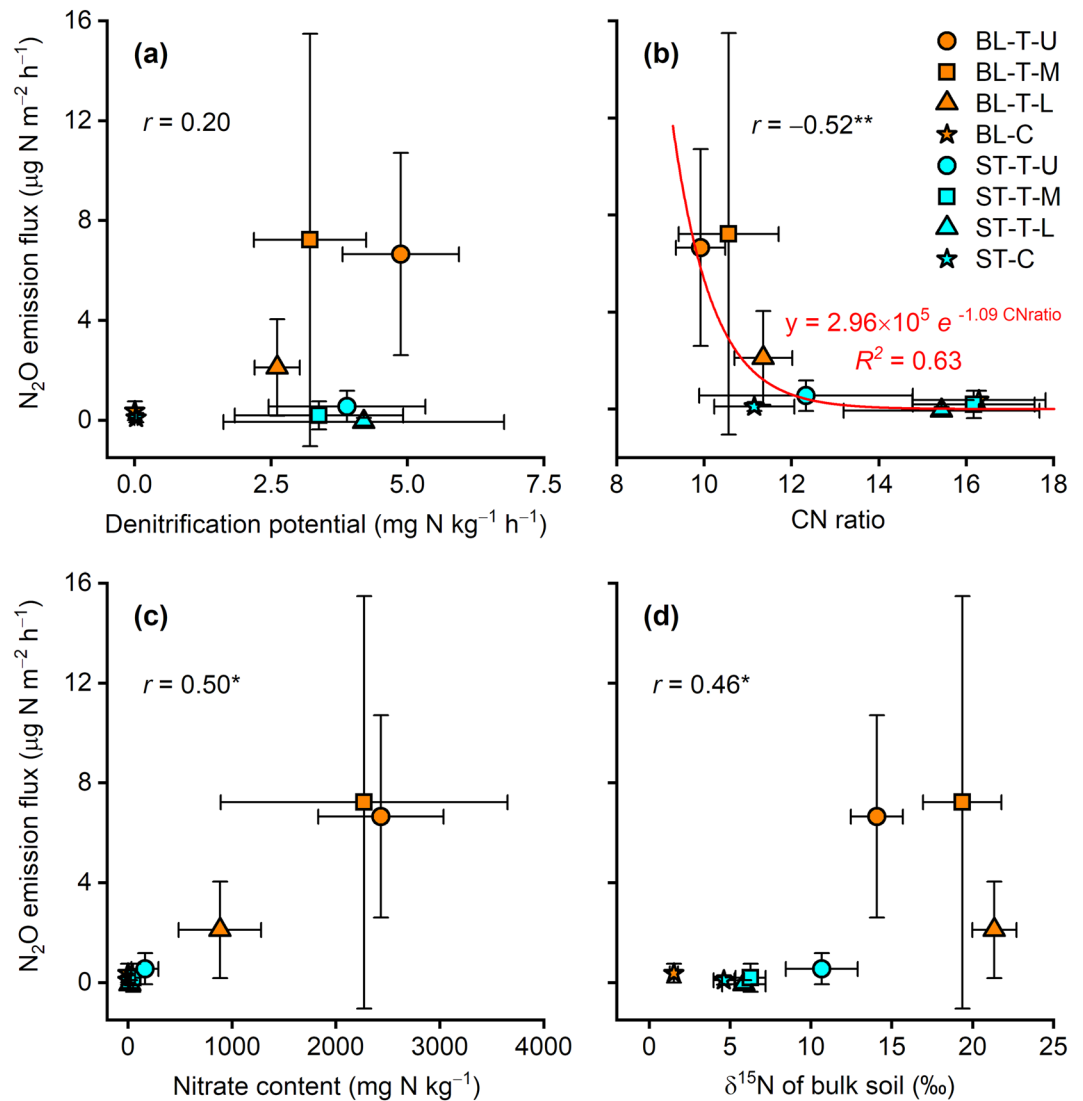 16
12
8
4
0
N₂O emission flux (μg N m⁻² h⁻¹)
(a)
r = 0.20
0.0 2.5 5.0 7.5
Denitrification potential (mg N kg⁻¹ h⁻¹)
(b)
r = −0.52**
BL-T-U
BL-T-M
BL-T-L
BL-C
ST-T-U
ST-T-M
ST-T-L
ST-C
y = 2.96×10⁵ e ^-1.09 CNratio
R² = 0.63
8 10 12 14 16 18
CN ratio
16
12
8
4
0
N₂O emission flux (μg N m⁻² h⁻¹)
(c)
r = 0.50*
0 1000 2000 3000 4000
Nitrate content (mg N kg⁻¹)
(d)
r = 0.46*
0 5 10 15 20 25
δ¹⁵N of bulk soil (‰)